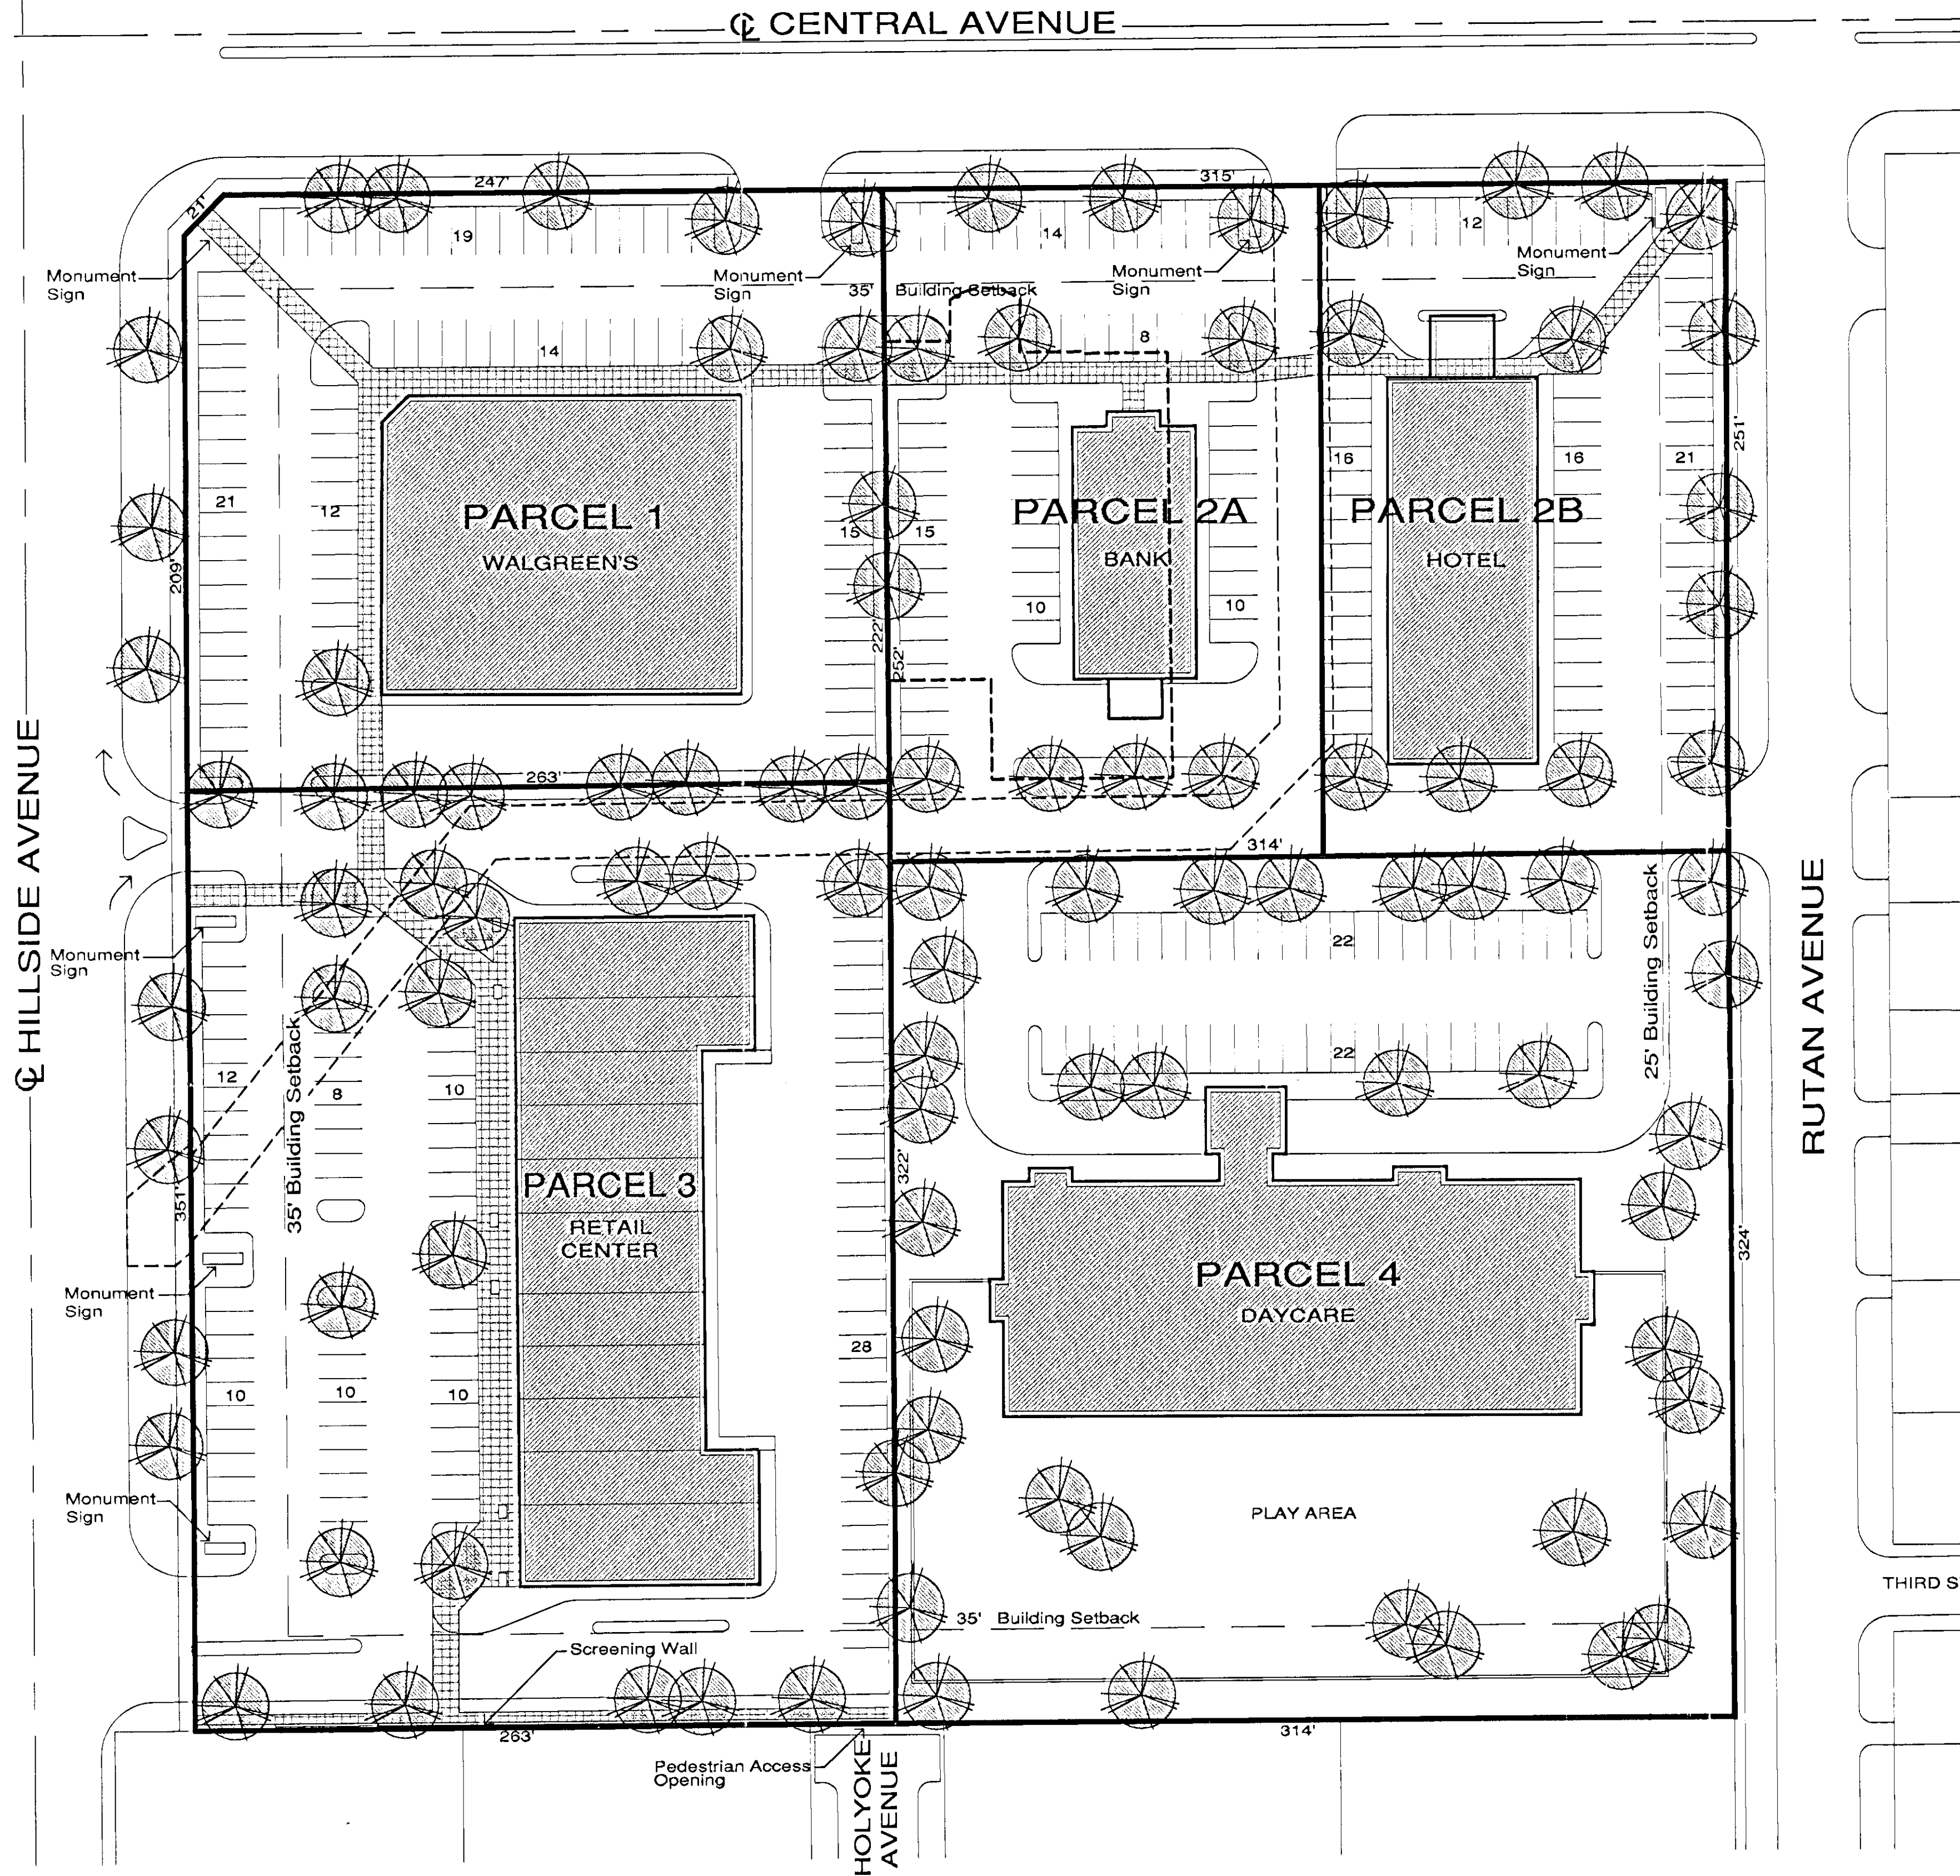 ℄ CENTRAL AVENUE
247'
315'
21'
19
14
12
Monument
Sign
Monument
Sign
Monument
Sign
Monument
Sign
35' Building Setback
14
8
21
12
15
15
16
16
21
251'
PARCEL 1
WALGREEN'S
PARCEL 2A
BANK
PARCEL 2B
HOTEL
10
10
209'
222'
252'
263'
314'
℄ HILLSIDE AVENUE
RUTAN AVENUE
Monument
Sign
22
25' Building Setback
22
12
8
10
35' Building Setback
351'
322'
324'
PARCEL 3
RETAIL
CENTER
PARCEL 4
DAYCARE
Monument
Sign
28
10
10
10
Monument
Sign
PLAY AREA
THIRD S
35' Building Setback
Screening Wall
263'
314'
Pedestrian Access
Opening
HOLYOKE
AVENUE